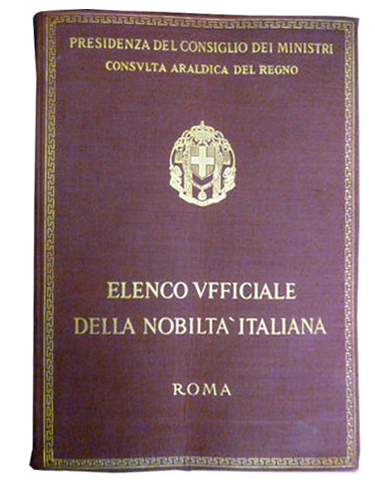 PRESIDENZA DEL CONSIGLIO DEI MINISTRI
CONSVLTA ARALDICA DEL REGNO
ELENCO VFFICIALE
DELLA NOBILTA` ITALIANA
ROMA